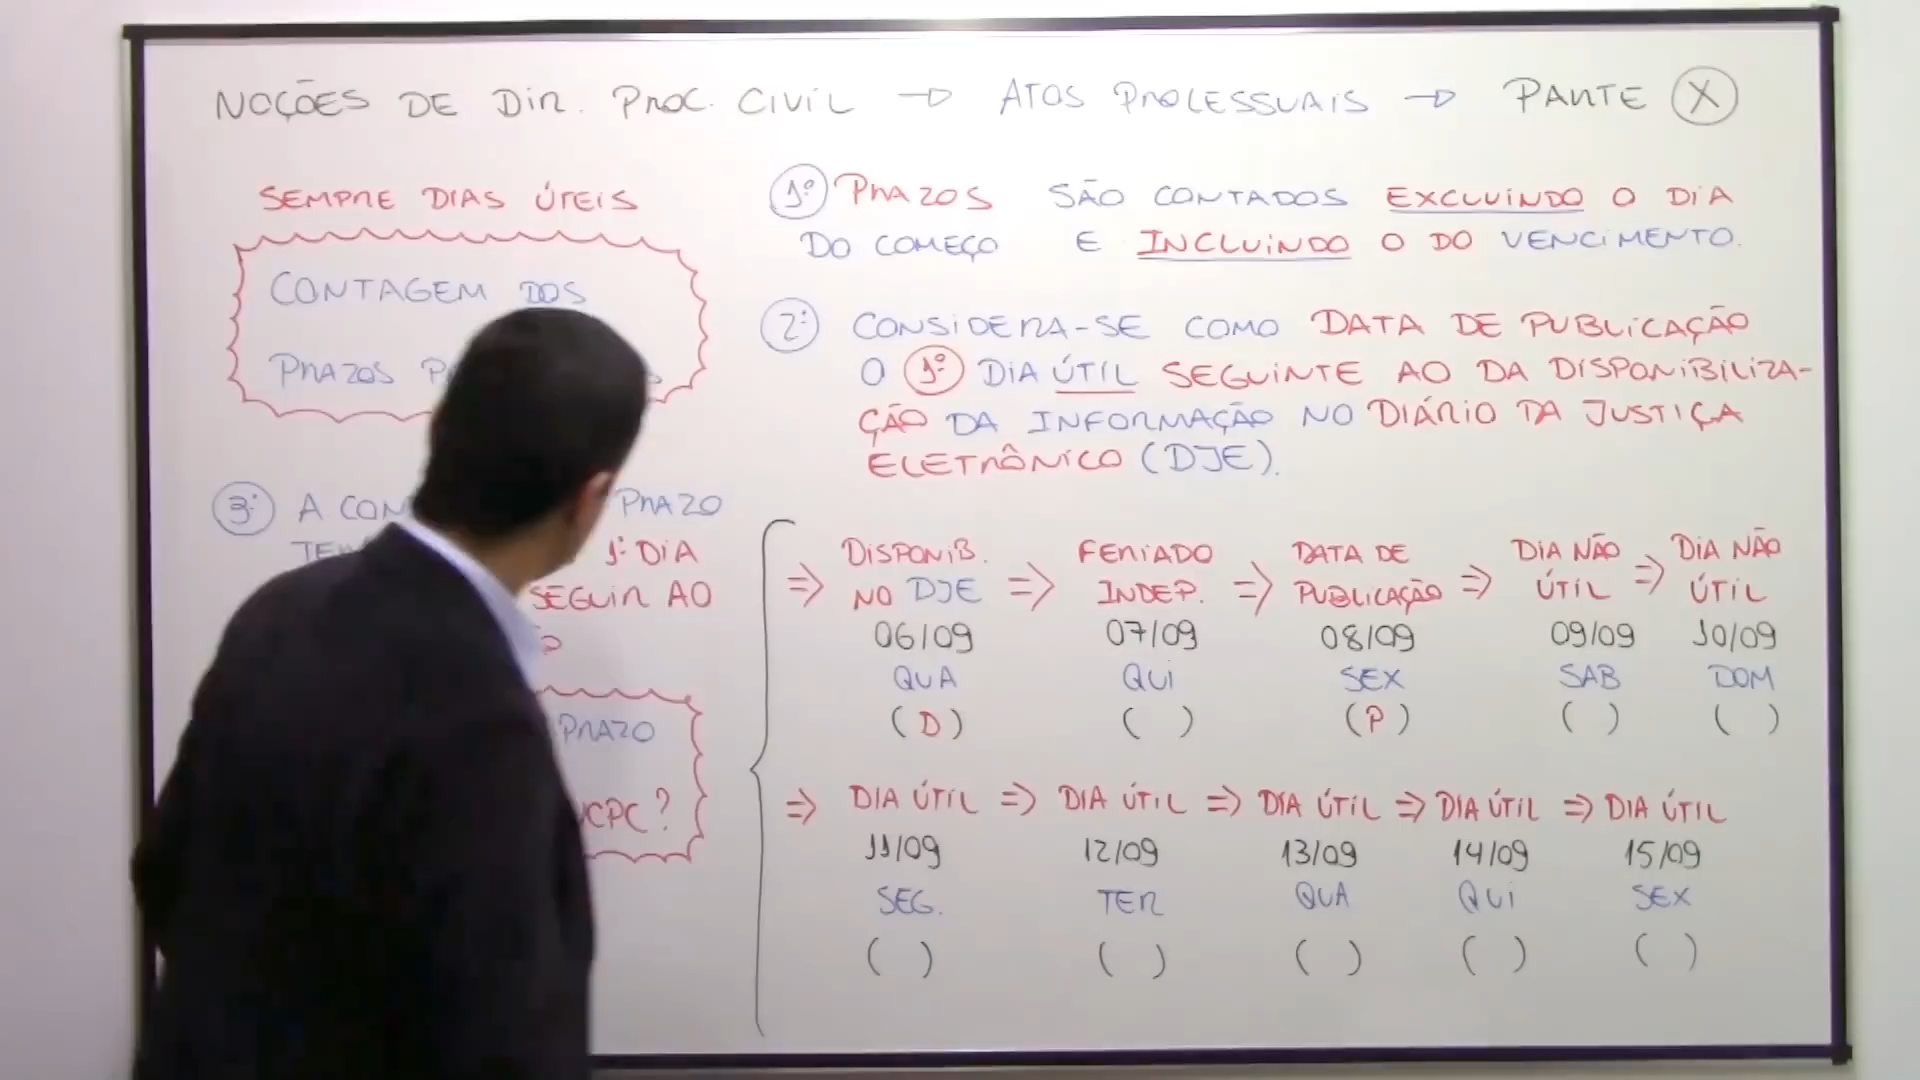 NOÇÕES DE DIR. PROC. CIVIL → ATOS PROCESSUAIS → PARTE X
SEMPRE DIAS ÚTEIS
CONTAGEM DOS
PRAZOS
1º PRAZOS SÃO CONTADOS EXCLUINDO O DIA
DO COMEÇO E INCLUINDO O DO VENCIMENTO.
2º CONSIDERA-SE COMO DATA DE PUBLICAÇÃO
O 1º DIA ÚTIL SEGUINTE AO DA DISPONIBILIZA-
ÇÃO DA INFORMAÇÃO NO DIÁRIO DA JUSTIÇA
ELETRÔNICO (DJE).
3º A PRAZO
1º DIA
SEGUIR AO
PRAZO
NCPC?
⇒ DISPONIB. ⇒ FERIADO ⇒ DATA DE ⇒ DIA NÃO ⇒ DIA NÃO
NO DJE INDEP. PUBLICAÇÃO ÚTIL ÚTIL
06/09 07/09 08/09 09/09 10/09
QUA QUI SEX SAB DOM
(D) ( ) (P) ( ) ( )
⇒ DIA ÚTIL ⇒ DIA ÚTIL ⇒ DIA ÚTIL ⇒ DIA ÚTIL ⇒ DIA ÚTIL
11/09 12/09 13/09 14/09 15/09
SEG. TER QUA QUI SEX
( ) ( ) ( ) ( ) ( )